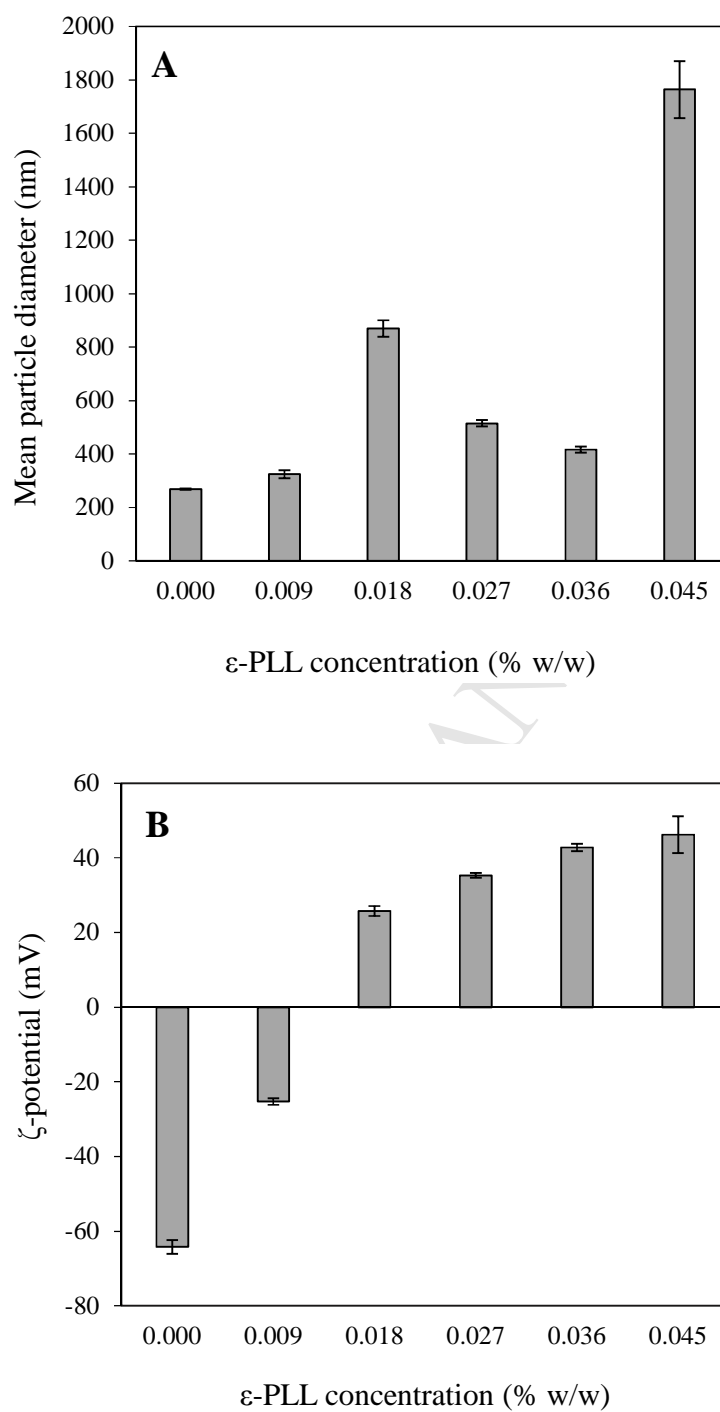 2000
A
1800
1600
1400
1200
1000
800
600
400
200
0
Mean particle diameter (nm)
0.000 0.009 0.018 0.027 0.036 0.045
ε-PLL concentration (% w/w)
60
B
40
20
0
-20
-40
-60
-80
ζ-potential (mV)
0.000 0.009 0.018 0.027 0.036 0.045
ε-PLL concentration (% w/w)